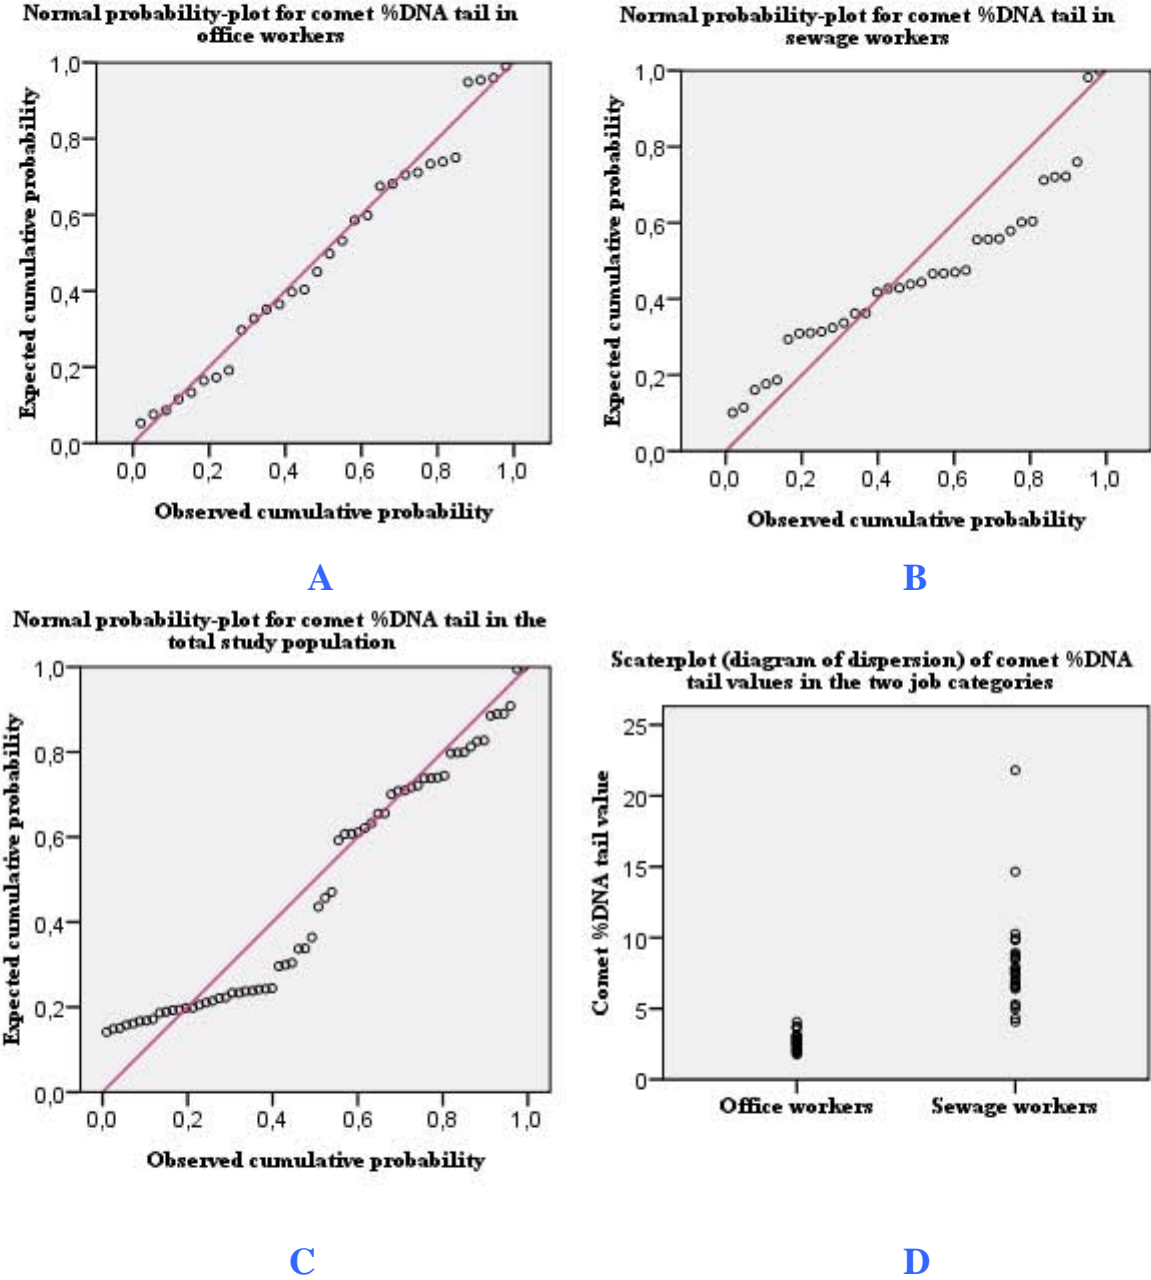 Normal probability-plot for comet %DNA tail in
office workers
Expected cumulative probability
1,0
0,8
0,6
0,4
0,2
0,0
0,0 0,2 0,4 0,6 0,8 1,0
Observed cumulative probability
A
Normal probability-plot for comet %DNA tail in
sewage workers
Expected cumulative probability
1,0
0,8
0,6
0,4
0,2
0,0
0,0 0,2 0,4 0,6 0,8 1,0
Observed cumulative probability
B
Normal probability-plot for comet %DNA tail in the
total study population
Expected cumulative probability
1,0
0,8
0,6
0,4
0,2
0,0
0,0 0,2 0,4 0,6 0,8 1,0
Observed cumulative probability
C
Scaterplot (diagram of dispersion) of comet %DNA
tail values in the two job categories
Comet %DNA tail value
25
20
15
10
5
0
Office workers Sewage workers
D